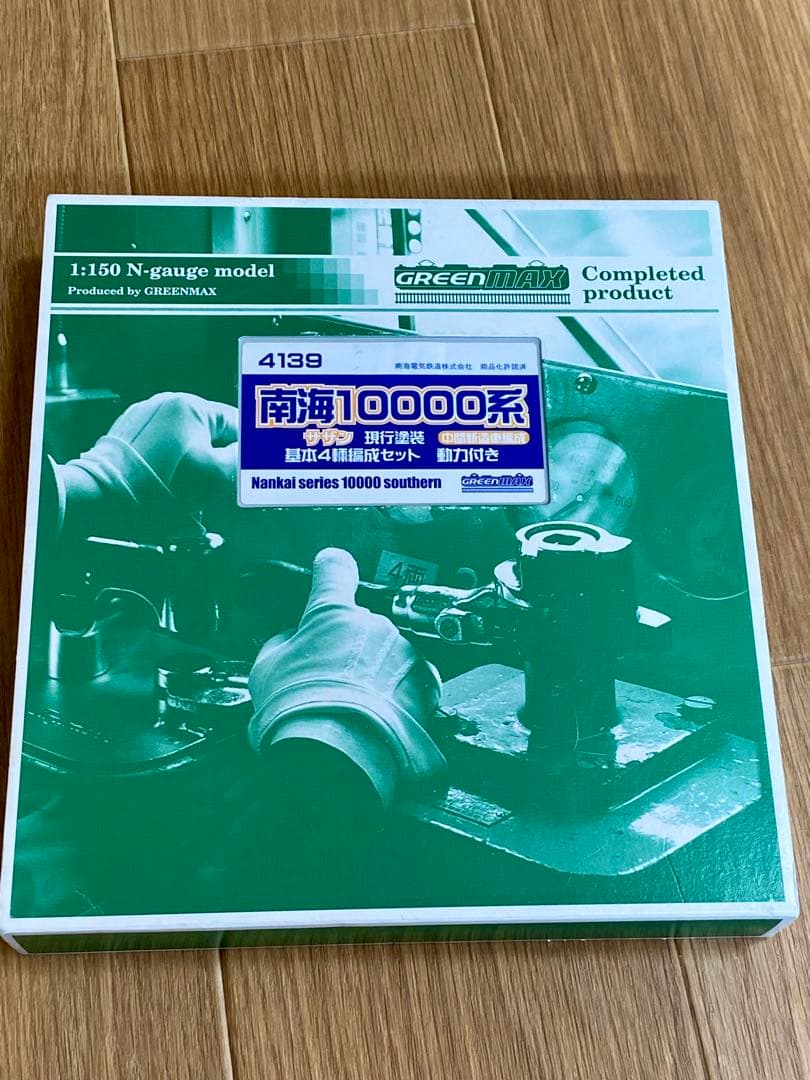 1:150 N-gauge model
Produced by GREENMAX
GREENMAX
Completed
product
4139
南海電気鉄道株式会社 商品化許諾済
南海10000系
サザン 現行塗装 中間新造車編成
基本4輛編成セット 動力付き
Nankai series 10000 southern
GREENMAX
4両